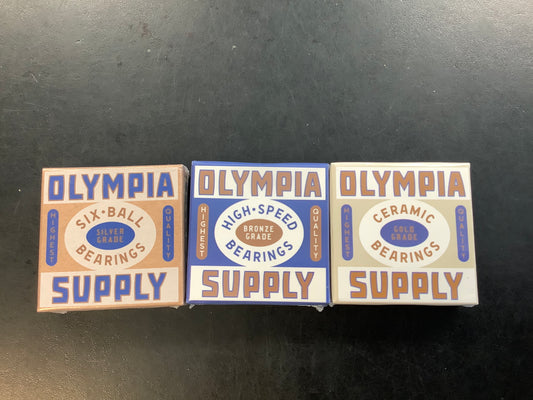 OLYMPIA
HIGHEST
SIX-BALL
SILVER
GRADE
BEARINGS
QUALITY
SUPPLY
OLYMPIA
HIGHEST
HIGH-SPEED
BRONZE
GRADE
BEARINGS
QUALITY
SUPPLY
OLYMPIA
HIGHEST
CERAMIC
GOLD
GRADE
BEARINGS
QUALITY
SUPPLY